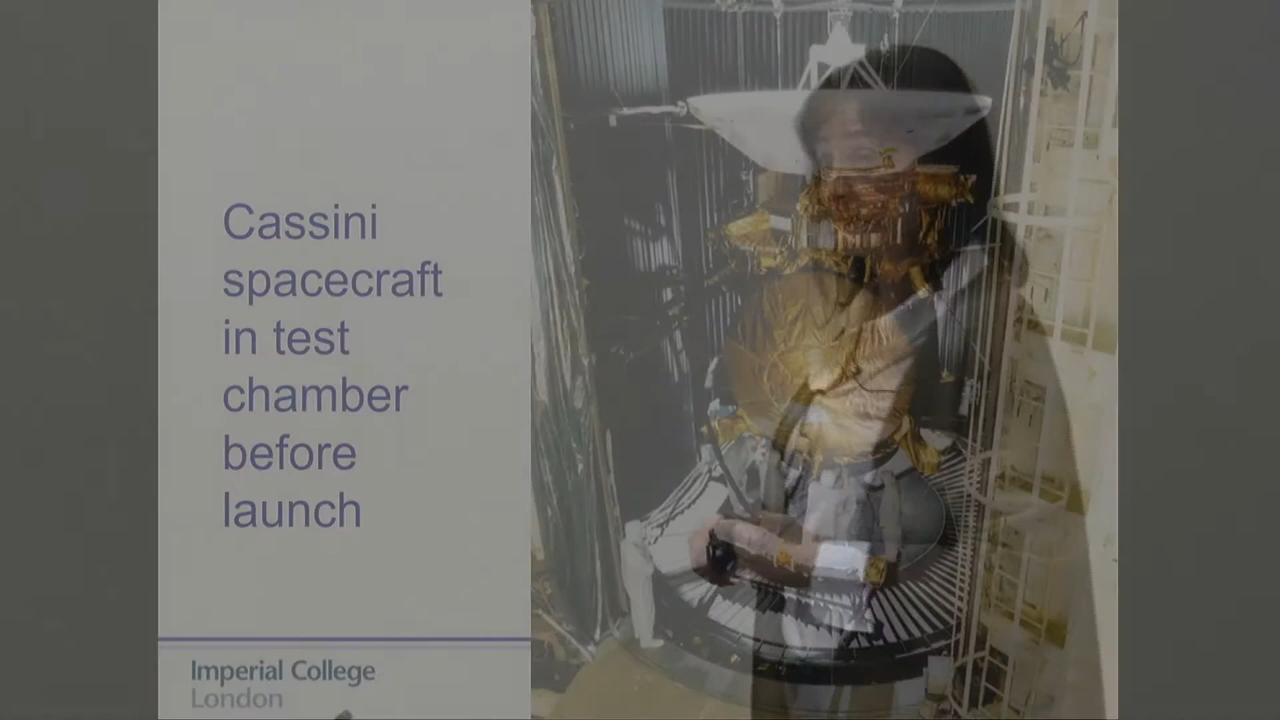 Cassini
spacecraft
in test
chamber
before
launch
Imperial College
London